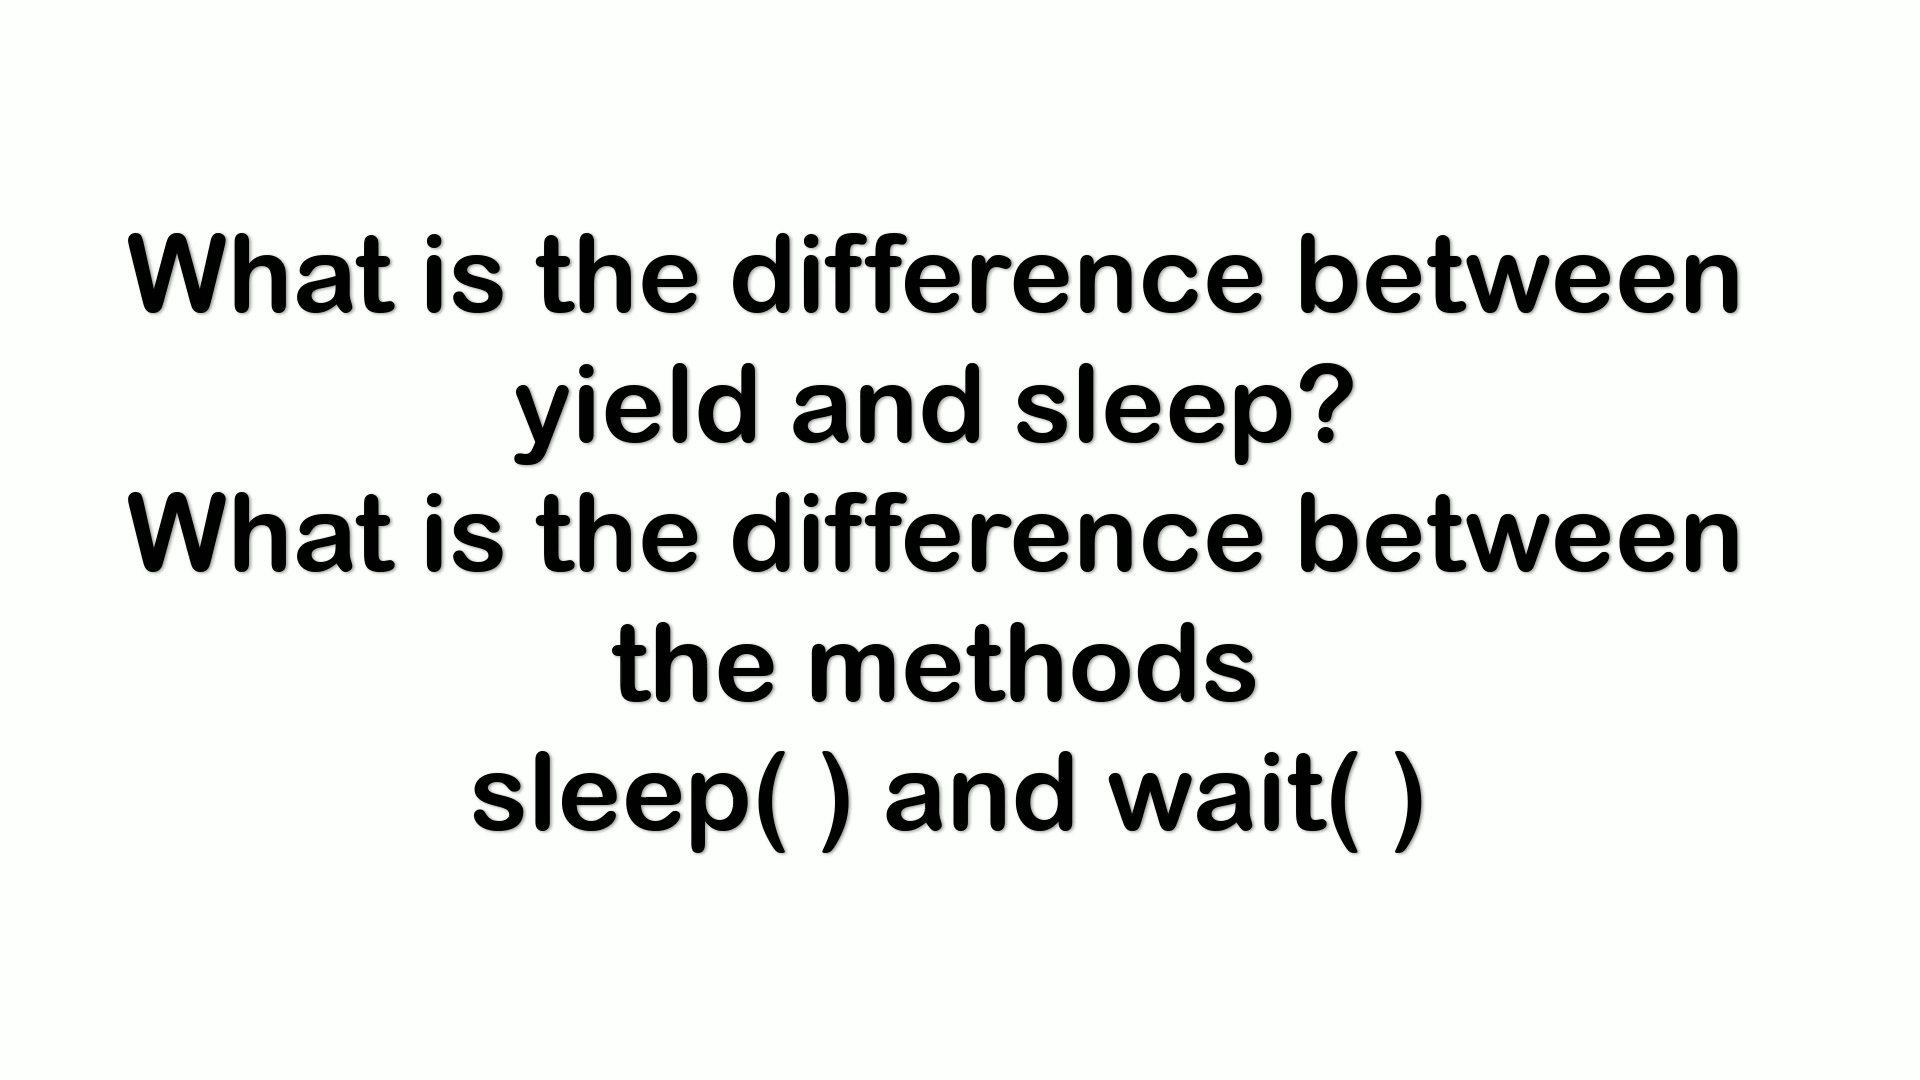 What is the difference between
yield and sleep?
What is the difference between
the methods
sleep( ) and wait( )